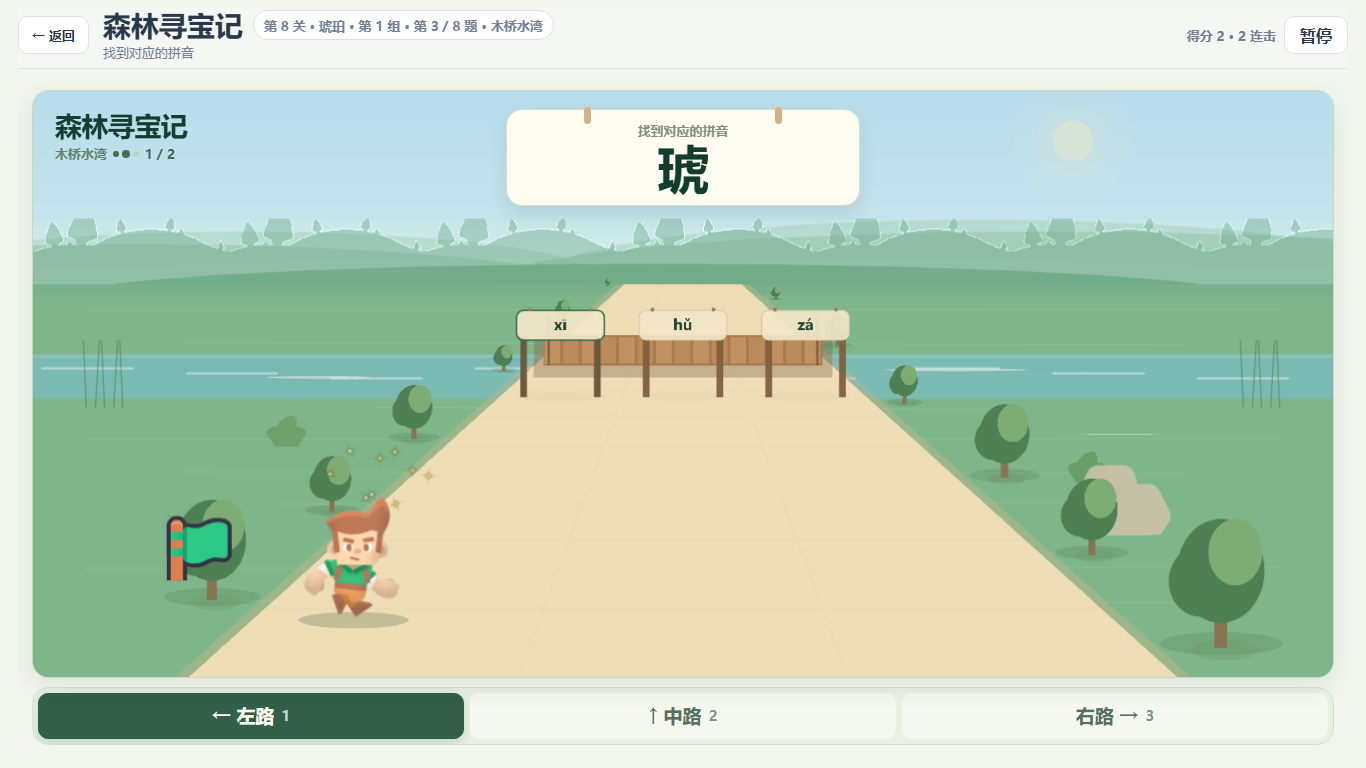 ← 返回
森林寻宝记
第 8 关 • 琥珀 • 第 1 组 • 第 3 / 8 题 • 木桥水湾
找到对应的拼音
得分 2 • 2 连击
暂停
森林寻宝记
木桥水湾 1 / 2
找到对应的拼音
琥
xī
hǔ
zá
← 左路 1
↑ 中路 2
右路 → 3